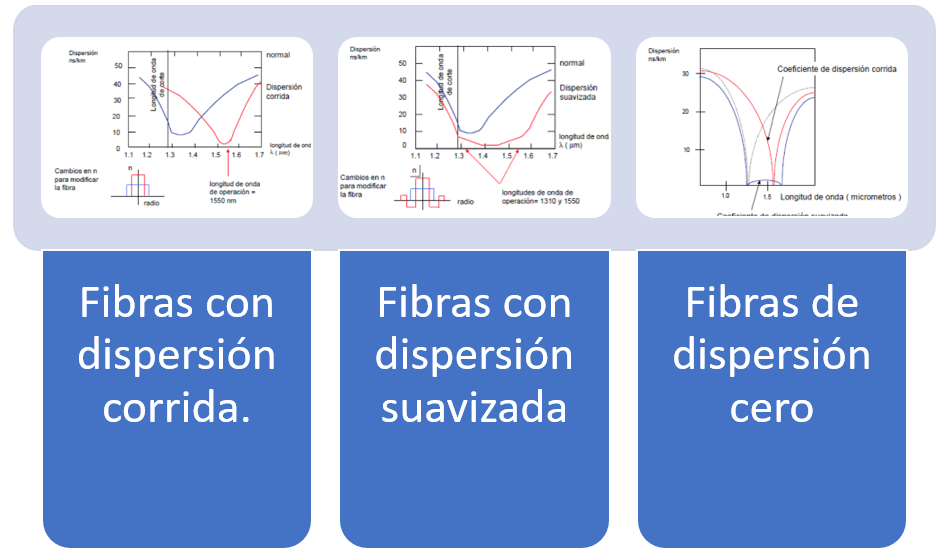 Dispersión
ns/km
50
40
30
20
10
0
Longitud de onda
de corte
normal
Dispersión
corrida
longitud de ond
λ ( μm)
1.1 1.2 1.3 1.4 1.5 1.6 1.7
Cambios en n
para modificar
la fibra
n
radio
longitud de onda
de operación =
1550 nm
Dispersión
ns/km
50
40
30
20
10
0
Longitud de onda
de corte
normal
Dispersión
suavizada
longitud de ond
λ ( μm)
1.1 1.2 1.3 1.4 1.5 1.6 1.7
Cambios en n
para modificar
la fibra
n
radio
longitudes de onda de
operación= 1310 y 1550
Dispersión
ns/km
30
20
10
Coeficiente de dispersión corrida
1.0 1.5
Longitud de onda ( micrometros )
Coeficiente de dispersión suavizada
Fibras con
dispersión
corrida.
Fibras con
dispersión
suavizada
Fibras de
dispersión
cero